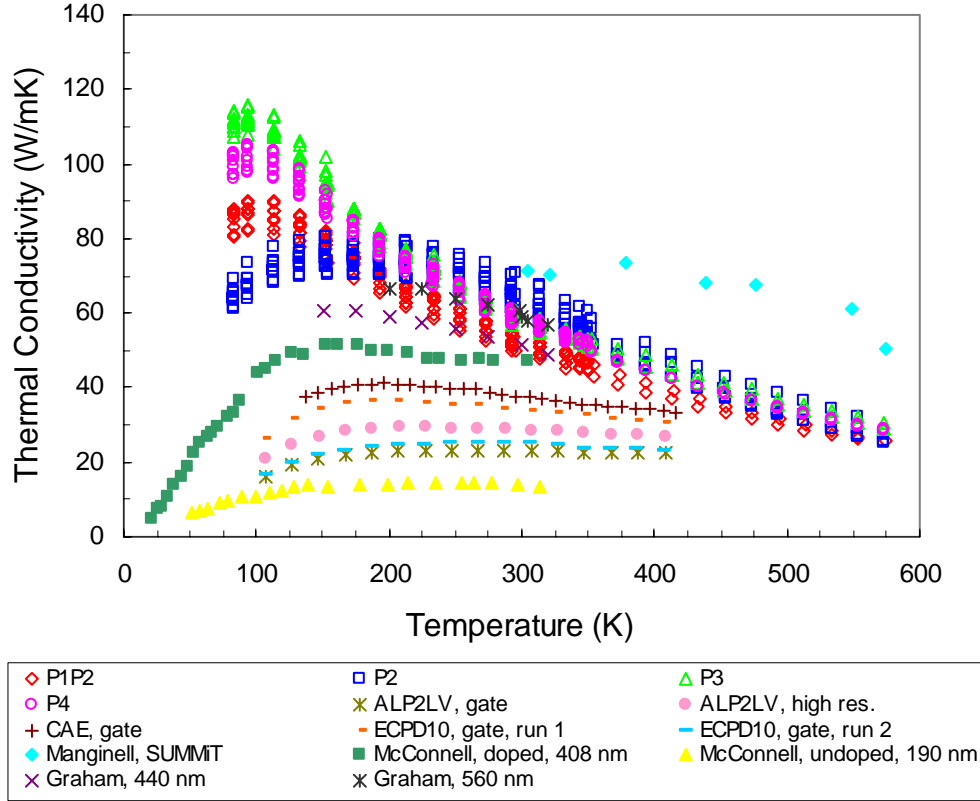 140
120
100
80
60
40
20
0
Thermal Conductivity (W/mK)
0 100 200 300 400 500 600
Temperature (K)
P1P2 P2 P3
P4 ALP2LV, gate ALP2LV, high res.
CAE, gate ECPD10, gate, run 1 ECPD10, gate, run 2
Manginell, SUMMiT McConnell, doped, 408 nm McConnell, undoped, 190 nm
Graham, 440 nm Graham, 560 nm